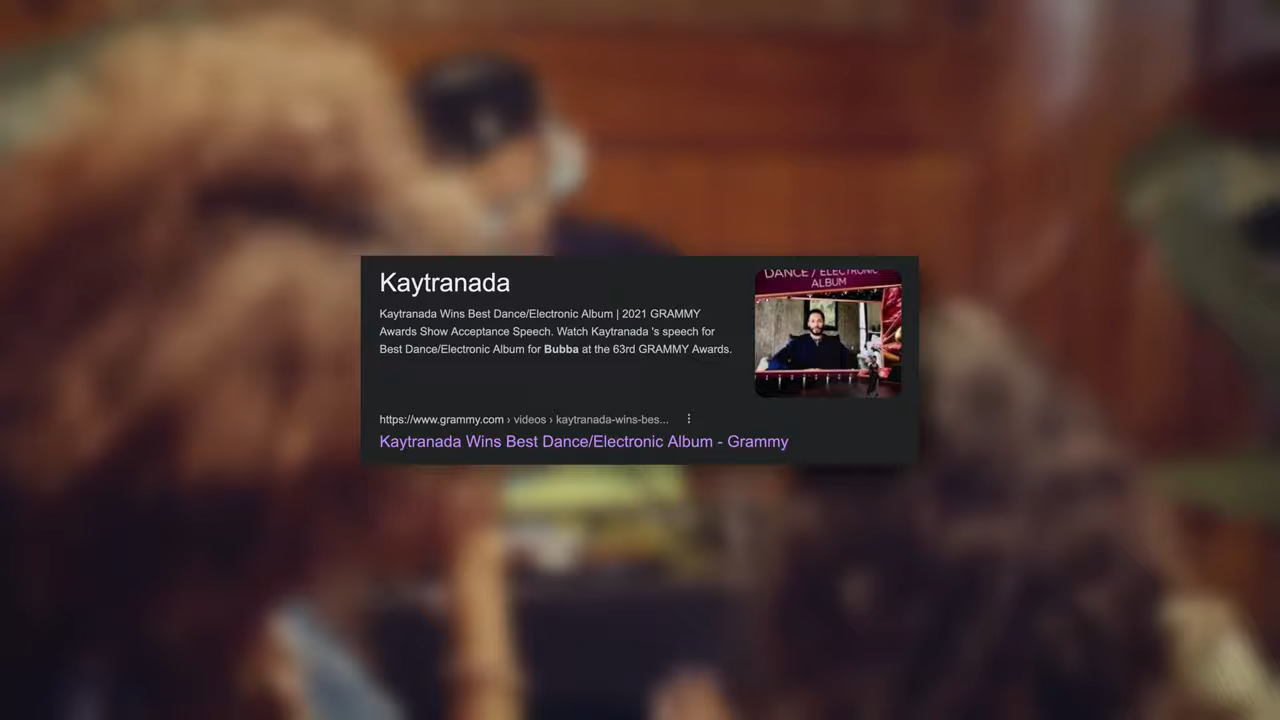 Kaytranada
Kaytranada Wins Best Dance/Electronic Album | 2021 GRAMMY
Awards Show Acceptance Speech. Watch Kaytranada 's speech for
Best Dance/Electronic Album for Bubba at the 63rd GRAMMY Awards.
DANCE / ELECTRONIC
ALBUM
https://www.grammy.com › videos › kaytranada-wins-bes...
Kaytranada Wins Best Dance/Electronic Album - Grammy